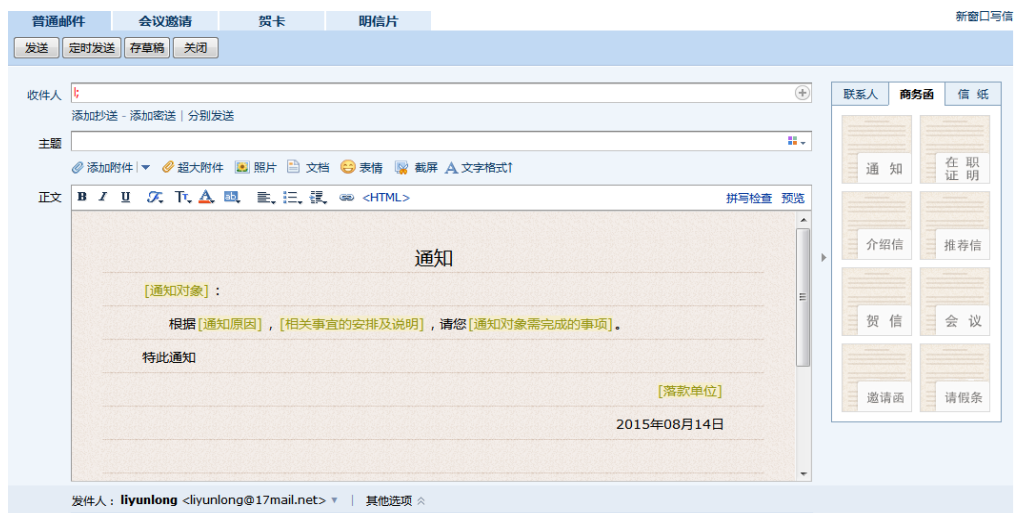 普通邮件 会议邀请 贺卡 明信片 新窗口写信
发送 定时发送 存草稿 关闭
收件人
添加抄送 - 添加密送 | 分别发送
主题
添加附件 | 超大附件 照片 文档 表情 截屏 A 文字格式↑
正文 B I U <HTML> 拼写检查 预览
通知
[通知对象]：
根据[通知原因]，[相关事宜的安排及说明]，请您[通知对象需完成的事项]。
特此通知
[落款单位]
2015年08月14日
发件人：liyunlong <liyunlong@17mail.net> | 其他选项
联系人 商务函 信 纸
通 知
在 职
证 明
介绍信 推荐信
贺 信 会 议
邀请函 请假条